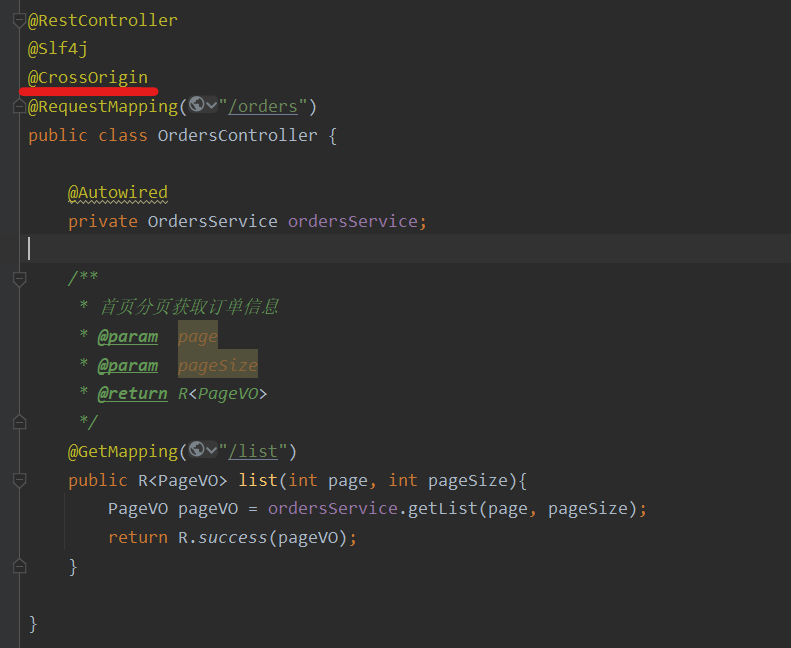 @RestController
@Slf4j
@CrossOrigin
@RequestMapping("/orders")
public class OrdersController {
@Autowired
private OrdersService ordersService;
/**
* 首页分页获取订单信息
* @param page
* @param pageSize
* @return R<PageVO>
*/
@GetMapping("/list")
public R<PageVO> list(int page, int pageSize){
PageVO pageVO = ordersService.getList(page, pageSize);
return R.success(pageVO);
}
}